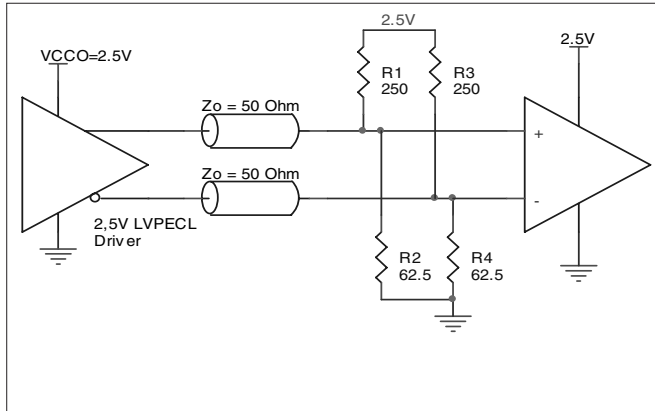 2.5V
VCCO=2.5V
2.5V
R1
250
R3
250
Zo = 50 Ohm
+
Zo = 50 Ohm
-
2,5V LVPECL
Driver
R2
62.5
R4
62.5